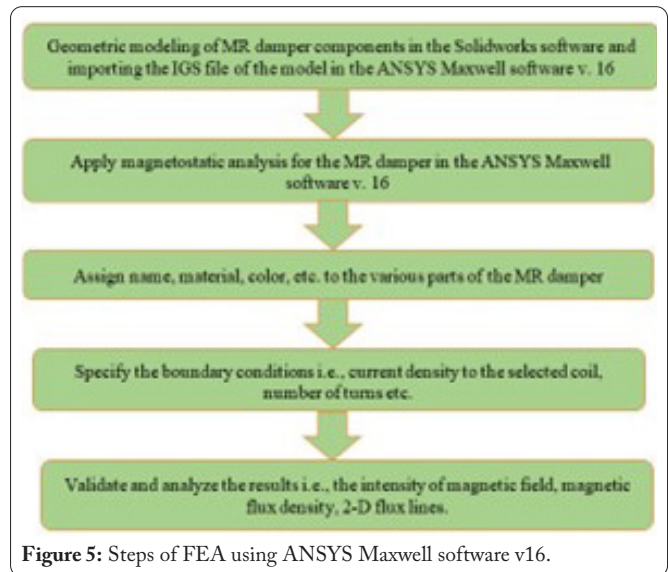 Geometric modeling of MR damper components in the Solidworks software and
importing the IGS file of the model in the ANSYS Maxwell software v. 16
Apply magnetostatic analysis for the MR damper in the ANSYS Maxwell
software v. 16
Assign name, material, color, etc. to the various parts of the MR damper
Specify the boundary conditions i.e., current density to the selected coil,
number of turns etc.
Validate and analyze the results i.e., the intensity of magnetic field, magnetic
flux density, 2-D flux lines.
Figure 5: Steps of FEA using ANSYS Maxwell software v16.